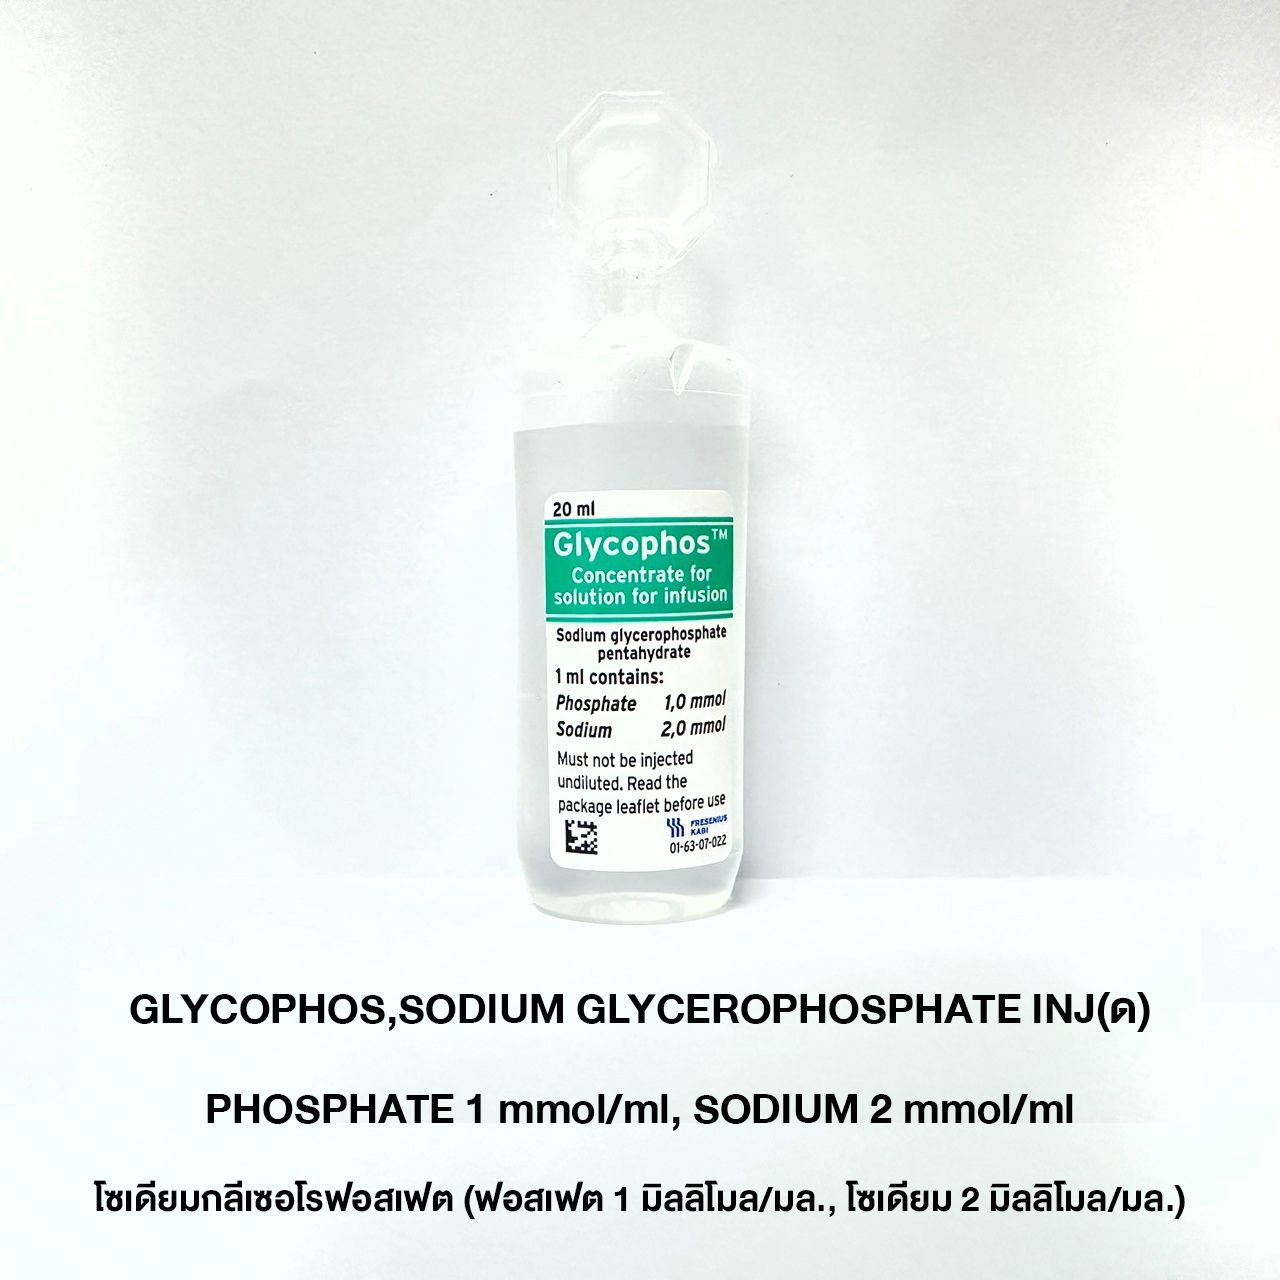 20 ml
Glycophos™
Concentrate for
solution for infusion
Sodium glycerophosphate
pentahydrate
1 ml contains:
Phosphate 1,0 mmol
Sodium 2,0 mmol
Must not be injected
undiluted. Read the
package leaflet before use
FRESENIUS
KABI
01-63-07-022
GLYCOPHOS,SODIUM GLYCEROPHOSPHATE INJ(ด)
PHOSPHATE 1 mmol/ml, SODIUM 2 mmol/ml
โซเดียมกลีเซอโรฟอสเฟต (ฟอสเฟต 1 มิลลิโมล/มล., โซเดียม 2 มิลลิโมล/มล.)